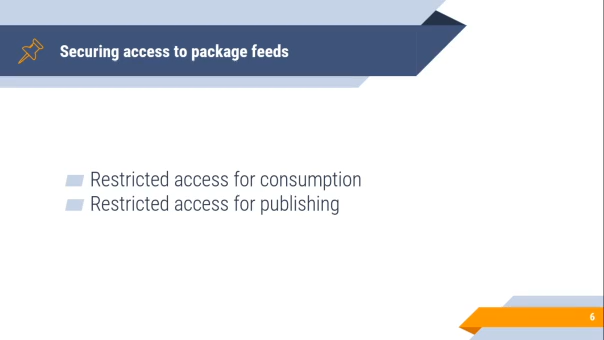 Securing access to package feeds
Restricted access for consumption
Restricted access for publishing
6